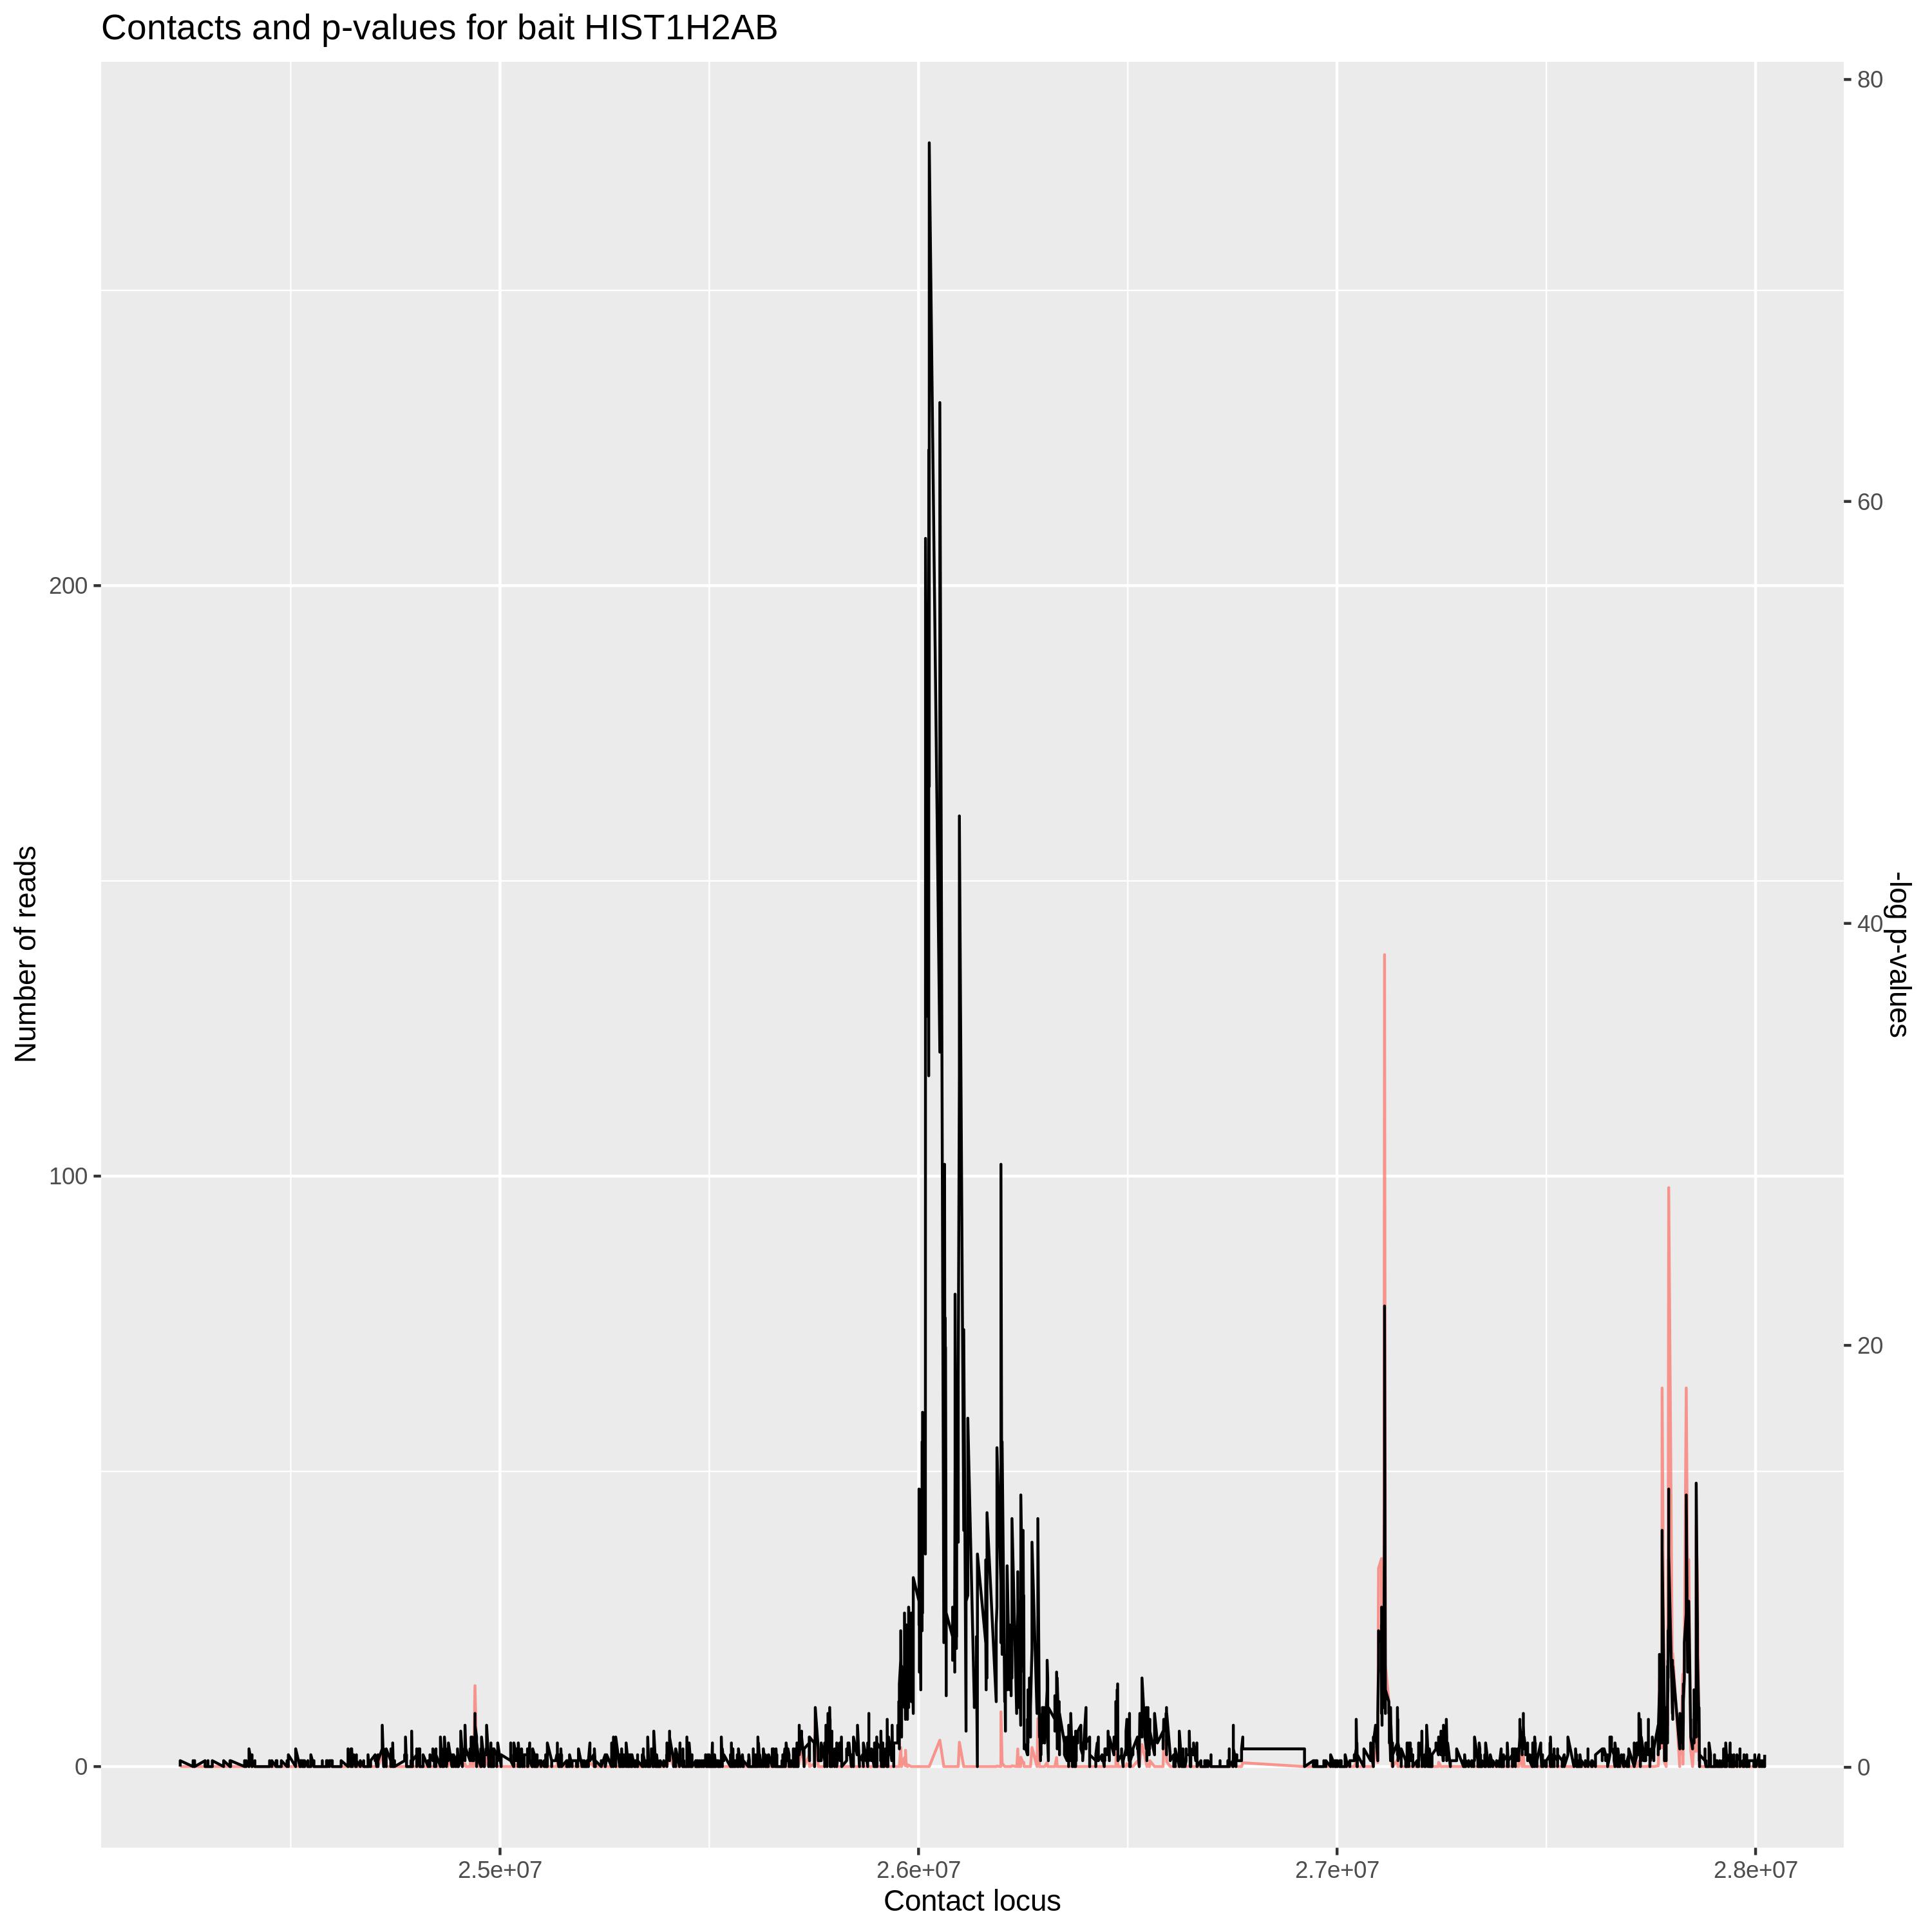 Contacts and p-values for bait HIST1H2AB
Number of reads
200
100
0
80
60
40
20
0
-log p-values
2.5e+07 2.6e+07 2.7e+07 2.8e+07
Contact locus